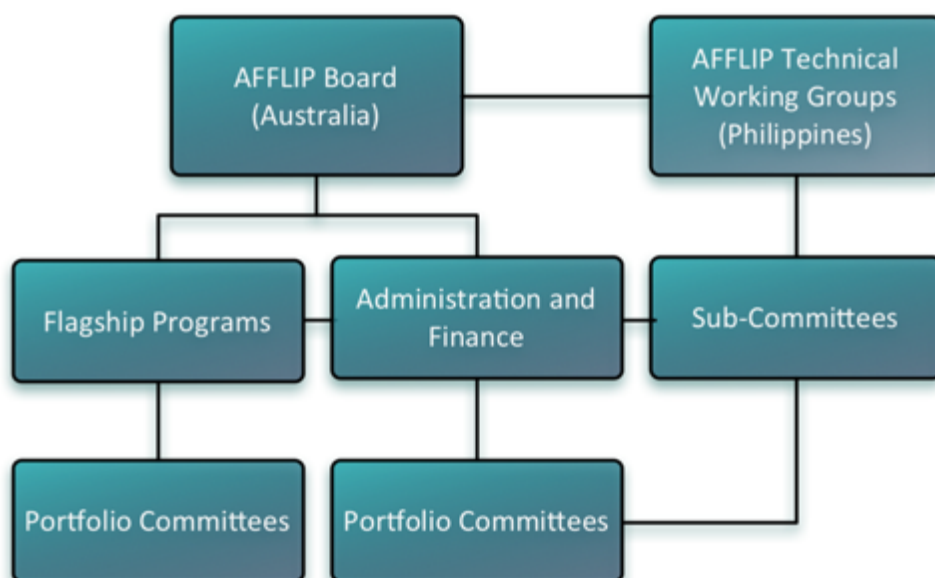 AFFLIP Board
(Australia)
AFFLIP Technical
Working Groups
(Philippines)
Flagship Programs
Administration and
Finance
Sub-Committees
Portfolio Committees
Portfolio Committees